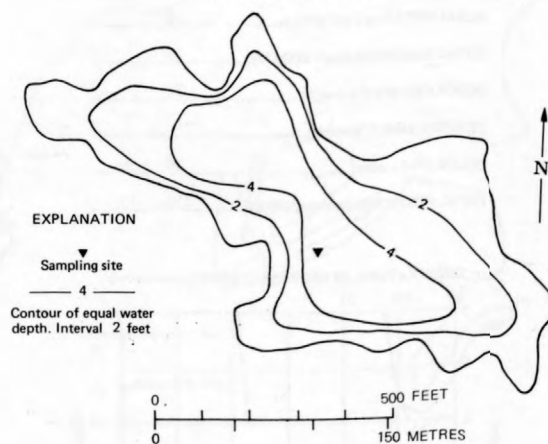 N
4
2
2
4
EXPLANATION
Sampling site
4
Contour of equal water
depth. Interval 2 feet
0 500 FEET
0 150 METRES